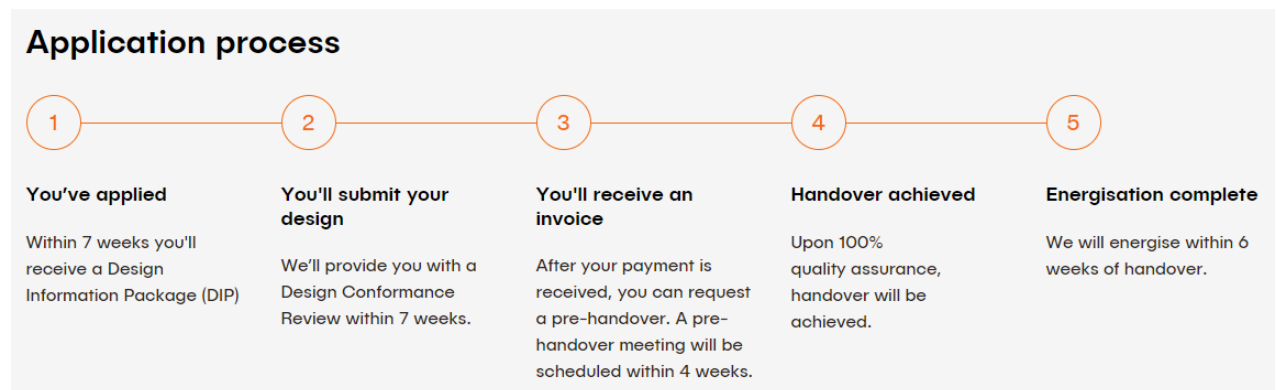 Application process
1
2
3
4
5
You've applied
Within 7 weeks you'll
receive a Design
Information Package (DIP)
You'll submit your
design
We'll provide you with a
Design Conformance
Review within 7 weeks.
You'll receive an
invoice
After your payment is
received, you can request
a pre-handover. A pre-
handover meeting will be
scheduled within 4 weeks.
Handover achieved
Upon 100%
quality assurance,
handover will be
achieved.
Energisation complete
We will energise within 6
weeks of handover.